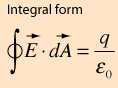 Integral form
∮E⃗ · dA⃗ = q/ε₀